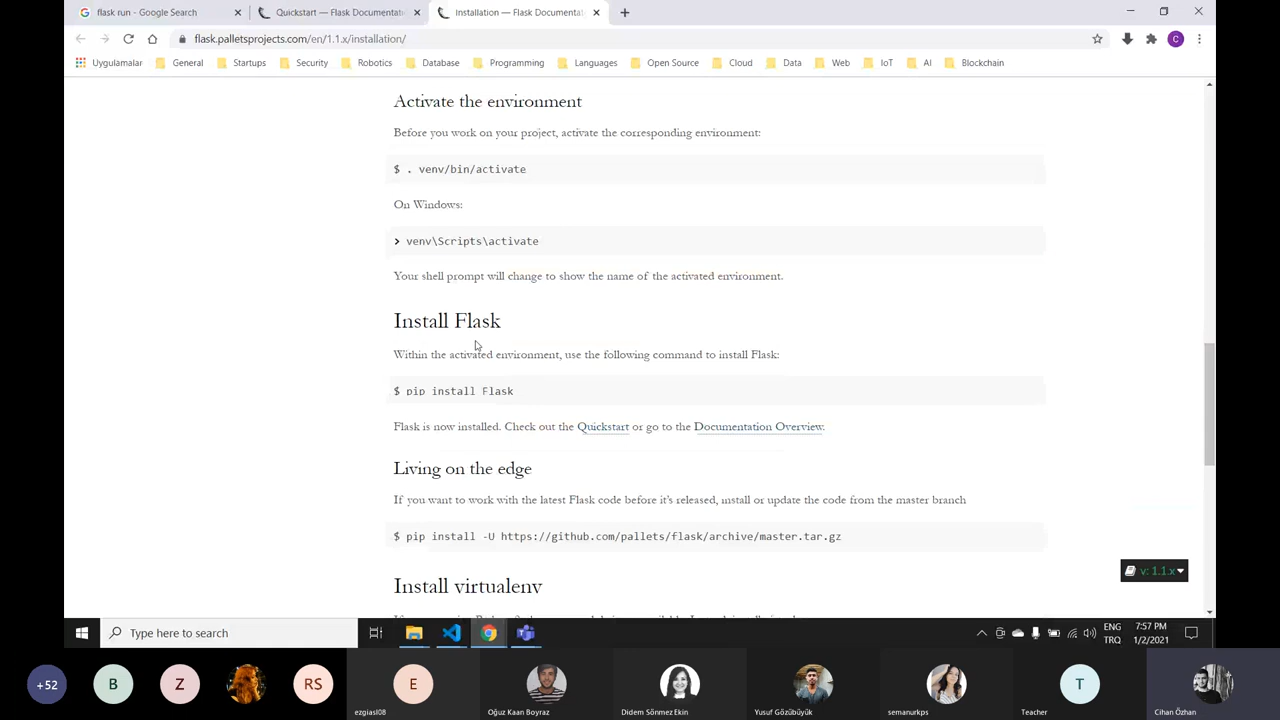 flask run - Google Search
Quickstart — Flask Documentat
Installation — Flask Documentat
flask.palletsprojects.com/en/1.1.x/installation/
C
Uygulamalar General Startups Security Robotics Database Programming Languages Open Source Cloud Data Web IoT AI Blockchain
Activate the environment
Before you work on your project, activate the corresponding environment:
$ . venv/bin/activate
On Windows:
> venv\Scripts\activate
Your shell prompt will change to show the name of the activated environment.
Install Flask
Within the activated environment, use the following command to install Flask:
$ pip install Flask
Flask is now installed. Check out the Quickstart or go to the Documentation Overview.
Living on the edge
If you want to work with the latest Flask code before it's released, install or update the code from the master branch
$ pip install -U https://github.com/pallets/flask/archive/master.tar.gz
v: 1.1.x
Install virtualenv
Type here to search
ENG
TRQ
7:57 PM
1/2/2021
+52
B
Z
RS
E
T
ezgiasl08
Oğuz Kaan Boyraz
Didem Sönmez Ekin
Yusuf Gözübüyük
semanurkps
Teacher
Cihan Özhan